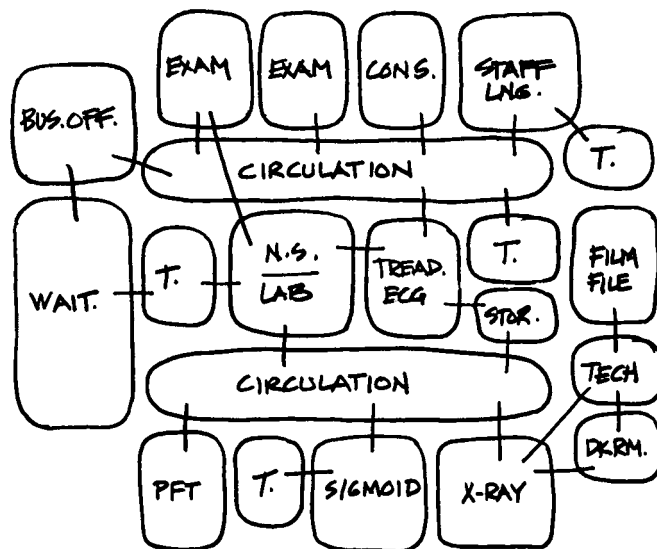 EXAM
EXAM
CONS.
STAFF
LNG.
BUS.OFF.
T.
CIRCULATION
WAIT.
T.
N.S.
LAB
TREAD.
ECG
T.
STOR.
FILM
FILE
CIRCULATION
TECH
DKRM.
PFT
T.
SIGMOID
X-RAY